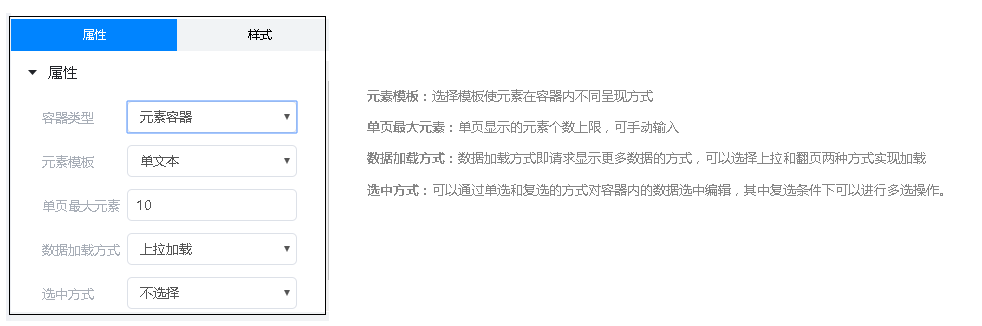 属性
样式
属性
容器类型
元素容器
元素模板
单文本
单页最大元素
10
数据加载方式
上拉加载
选中方式
不选择
元素模板：选择模板使元素在容器内不同呈现方式
单页最大元素：单页显示的元素个数上限，可手动输入
数据加载方式：数据加载方式即请求显示更多数据的方式，可以选择上拉和翻页两种方式实现加载
选中方式：可以通过单选和复选的方式对容器内的数据选中编辑，其中复选条件下可以进行多选操作。